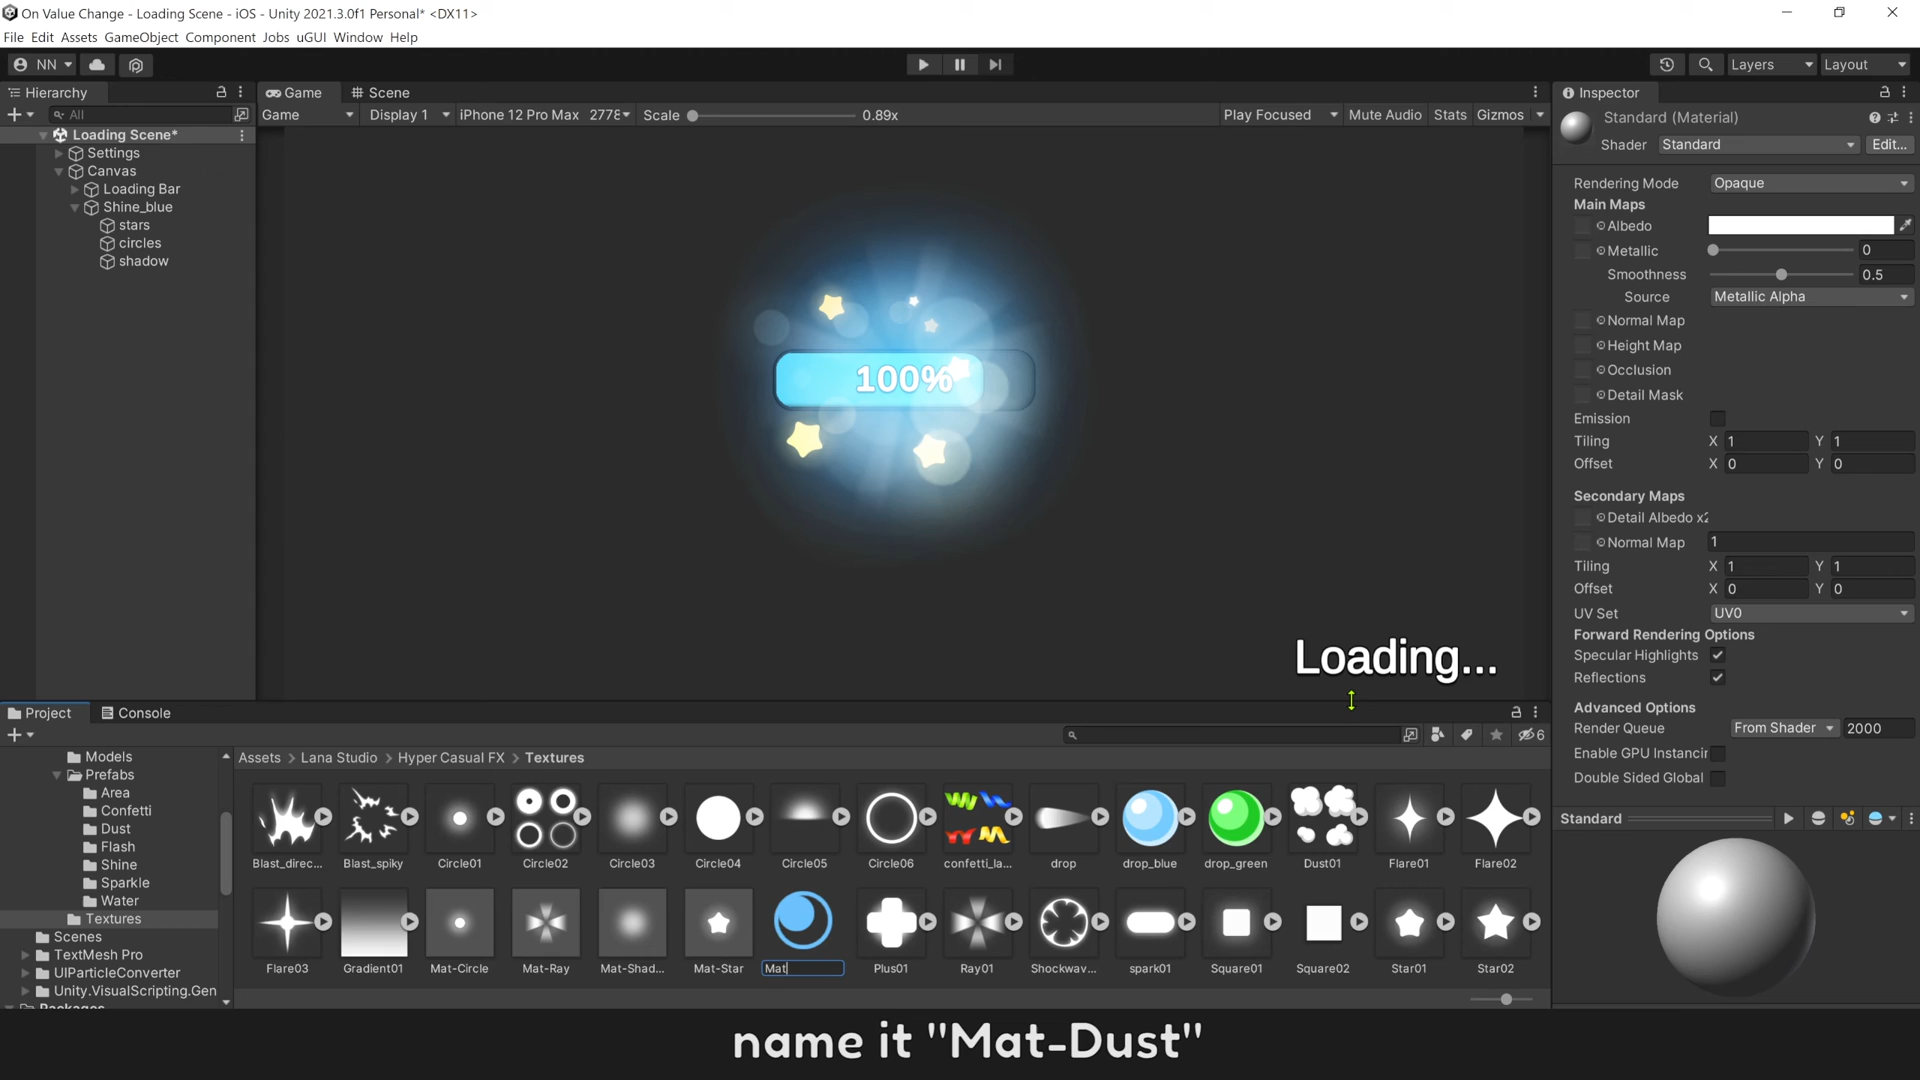 On Value Change - Loading Scene - iOS - Unity 2021.3.0f1 Personal* <DX11>
File Edit Assets GameObject Component Jobs uGUI Window Help
NN
Layers
Layout
Hierarchy
All
Loading Scene*
Settings
Canvas
Loading Bar
Shine_blue
stars
circles
shadow
Game
Scene
Game
Display 1
iPhone 12 Pro Max 2778
Scale
0.89x
Play Focused
Mute Audio
Stats
Gizmos
100%
Loading...
Inspector
Standard (Material)
Shader
Standard
Edit...
Rendering Mode
Opaque
Main Maps
Albedo
Metallic
0
Smoothness
0.5
Source
Metallic Alpha
Normal Map
Height Map
Occlusion
Detail Mask
Emission
Tiling X 1 Y 1
Offset X 0 Y 0
Secondary Maps
Detail Albedo x2
Normal Map
1
Tiling X 1 Y 1
Offset X 0 Y 0
UV Set
UV0
Forward Rendering Options
Specular Highlights
Reflections
Advanced Options
Render Queue
From Shader
2000
Enable GPU Instancin
Double Sided Global
Standard
Project
Console
6
Models
Prefabs
Area
Confetti
Dust
Flash
Shine
Sparkle
Water
Textures
Scenes
TextMesh Pro
UIParticleConverter
Unity.VisualScripting.Gen
Packages
Assets > Lana Studio > Hyper Casual FX > Textures
Blast_direc... Blast_spiky Circle01 Circle02 Circle03 Circle04 Circle05 Circle06 confetti_la... drop drop_blue drop_green Dust01 Flare01 Flare02
Flare03 Gradient01 Mat-Circle Mat-Ray Mat-Shad... Mat-Star Mat Plus01 Ray01 Shockwav... spark01 Square01 Square02 Star01 Star02
name it "Mat-Dust"